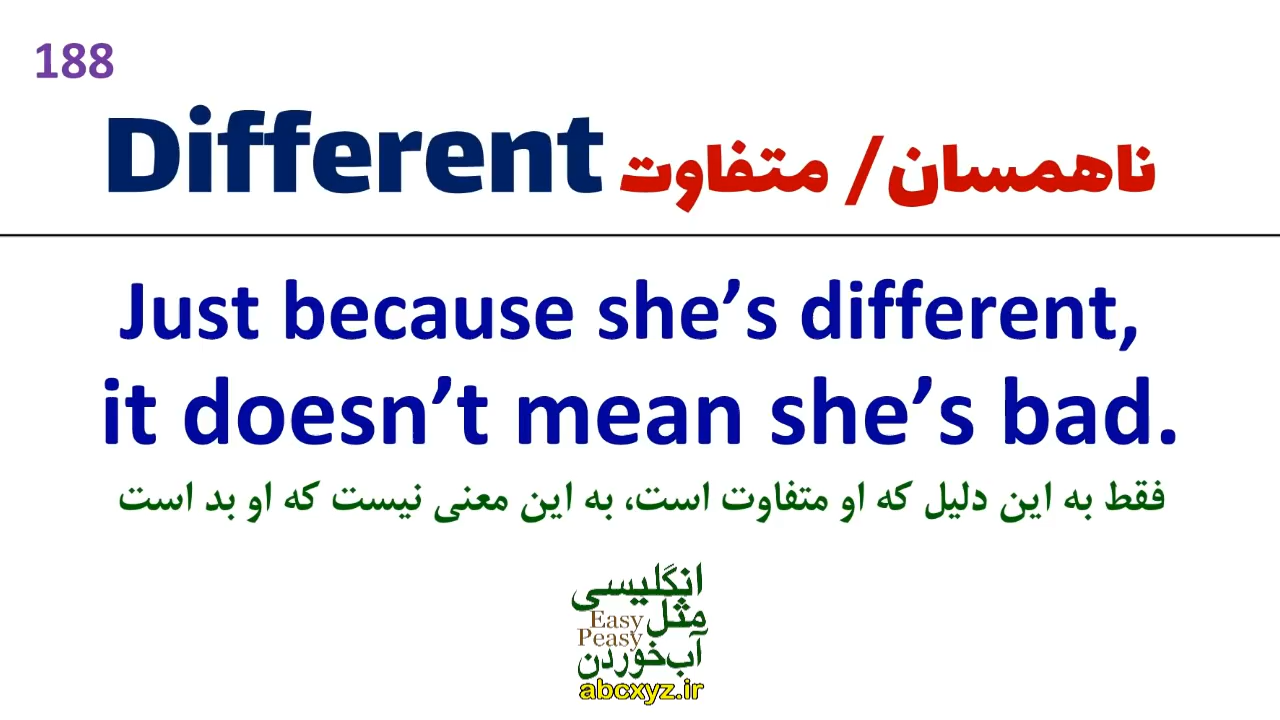 188
Different ناهمسان / متفاوت
Just because she’s different,
it doesn’t mean she’s bad.
فقط به این دلیل که او متفاوت است، به این معنی نیست که او بد است
انگلیسی
مثل
Easy
Peasy
آب‌خوردن
abcxyz.ir